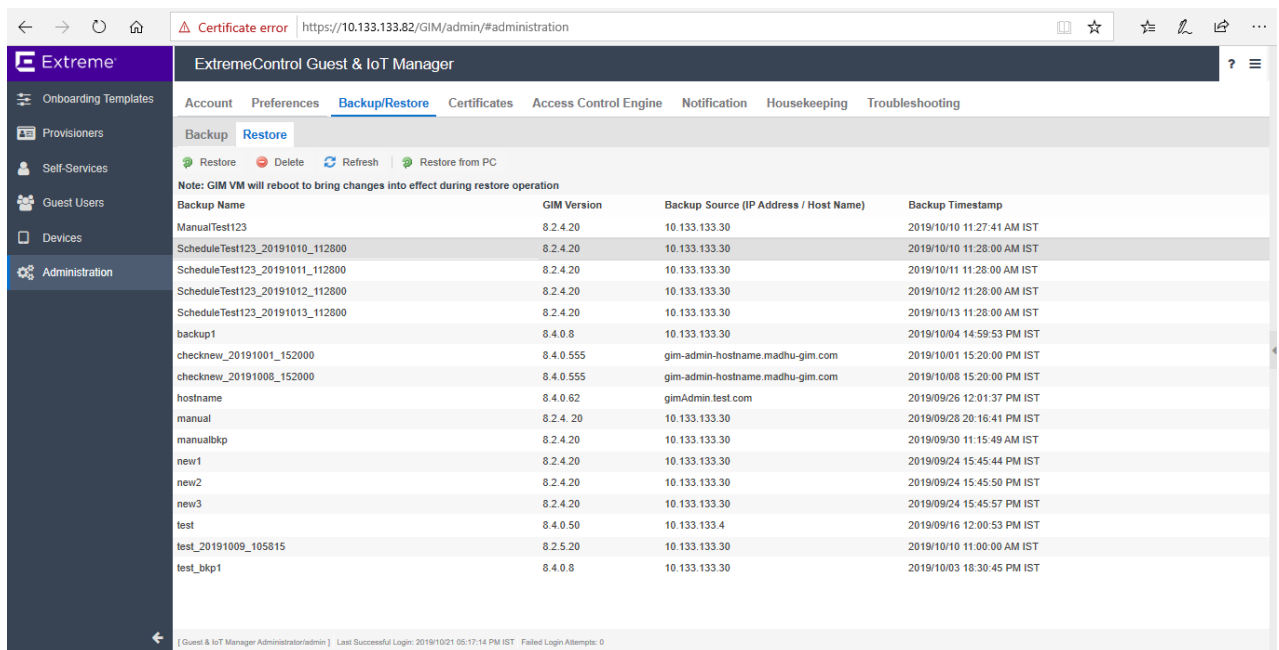 Certificate error https://10.133.133.82/GIM/admin/#administration
Extreme
ExtremeControl Guest & IoT Manager
?
Onboarding Templates
Provisioners
Self-Services
Guest Users
Devices
Administration
Account Preferences Backup/Restore Certificates Access Control Engine Notification Housekeeping Troubleshooting
Backup Restore
Restore Delete Refresh Restore from PC
Note: GIM VM will reboot to bring changes into effect during restore operation
Backup Name GIM Version Backup Source (IP Address / Host Name) Backup Timestamp
ManualTest123 8.2.4.20 10.133.133.30 2019/10/10 11:27:41 AM IST
ScheduleTest123_20191010_112800 8.2.4.20 10.133.133.30 2019/10/10 11:28:00 AM IST
ScheduleTest123_20191011_112800 8.2.4.20 10.133.133.30 2019/10/11 11:28:00 AM IST
ScheduleTest123_20191012_112800 8.2.4.20 10.133.133.30 2019/10/12 11:28:00 AM IST
ScheduleTest123_20191013_112800 8.2.4.20 10.133.133.30 2019/10/13 11:28:00 AM IST
backup1 8.4.0.8 10.133.133.30 2019/10/04 14:59:53 PM IST
checknew_20191001_152000 8.4.0.555 gim-admin-hostname.madhu-gim.com 2019/10/01 15:20:00 PM IST
checknew_20191008_152000 8.4.0.555 gim-admin-hostname.madhu-gim.com 2019/10/08 15:20:00 PM IST
hostname 8.4.0.62 gimAdmin.test.com 2019/09/26 12:01:37 PM IST
manual 8.2.4. 20 10.133.133.30 2019/09/28 20:16:41 PM IST
manualbkp 8.2.4.20 10.133.133.30 2019/09/30 11:15:49 AM IST
new1 8.2.4.20 10.133.133.30 2019/09/24 15:45:44 PM IST
new2 8.2.4.20 10.133.133.30 2019/09/24 15:45:50 PM IST
new3 8.2.4.20 10.133.133.30 2019/09/24 15:45:57 PM IST
test 8.4.0.50 10.133.133.4 2019/09/16 12:00:53 PM IST
test_20191009_105815 8.2.5.20 10.133.133.30 2019/10/10 11:00:00 AM IST
test_bkp1 8.4.0.8 10.133.133.30 2019/10/03 18:30:45 PM IST
[ Guest & IoT Manager Administrator/admin ] Last Successful Login: 2019/10/21 05:17:14 PM IST Failed Login Attempts: 0